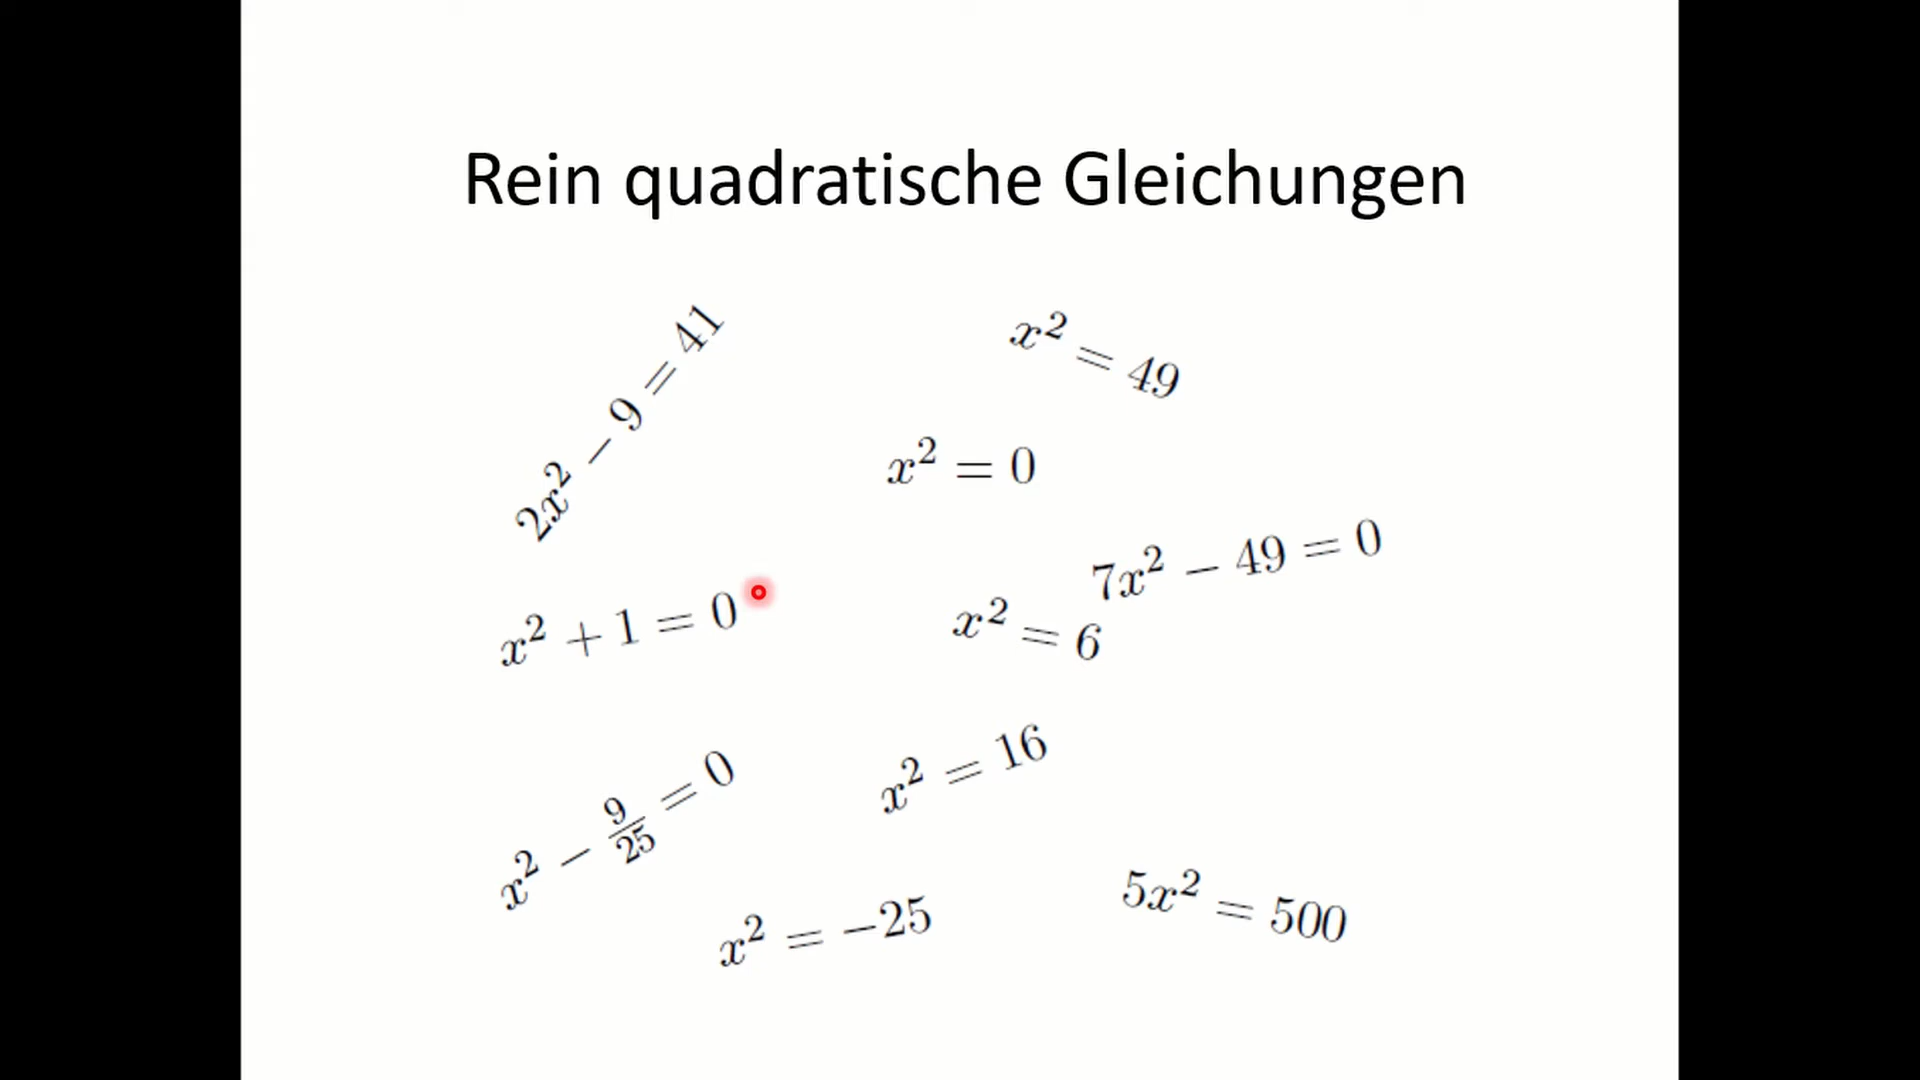 Rein quadratische Gleichungen
2x² − 9 = 41
x² = 49
x² = 0
7x² − 49 = 0
x² + 1 = 0
x² = 6
x² − 9/25 = 0
x² = 16
5x² = 500
x² = −25